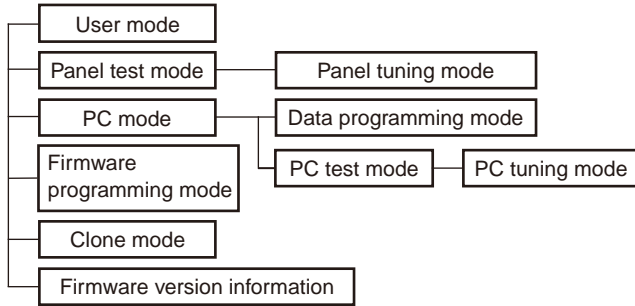 User mode
Panel test mode
Panel tuning mode
PC mode
Data programming mode
PC test mode
PC tuning mode
Firmware
programming mode
Clone mode
Firmware version information